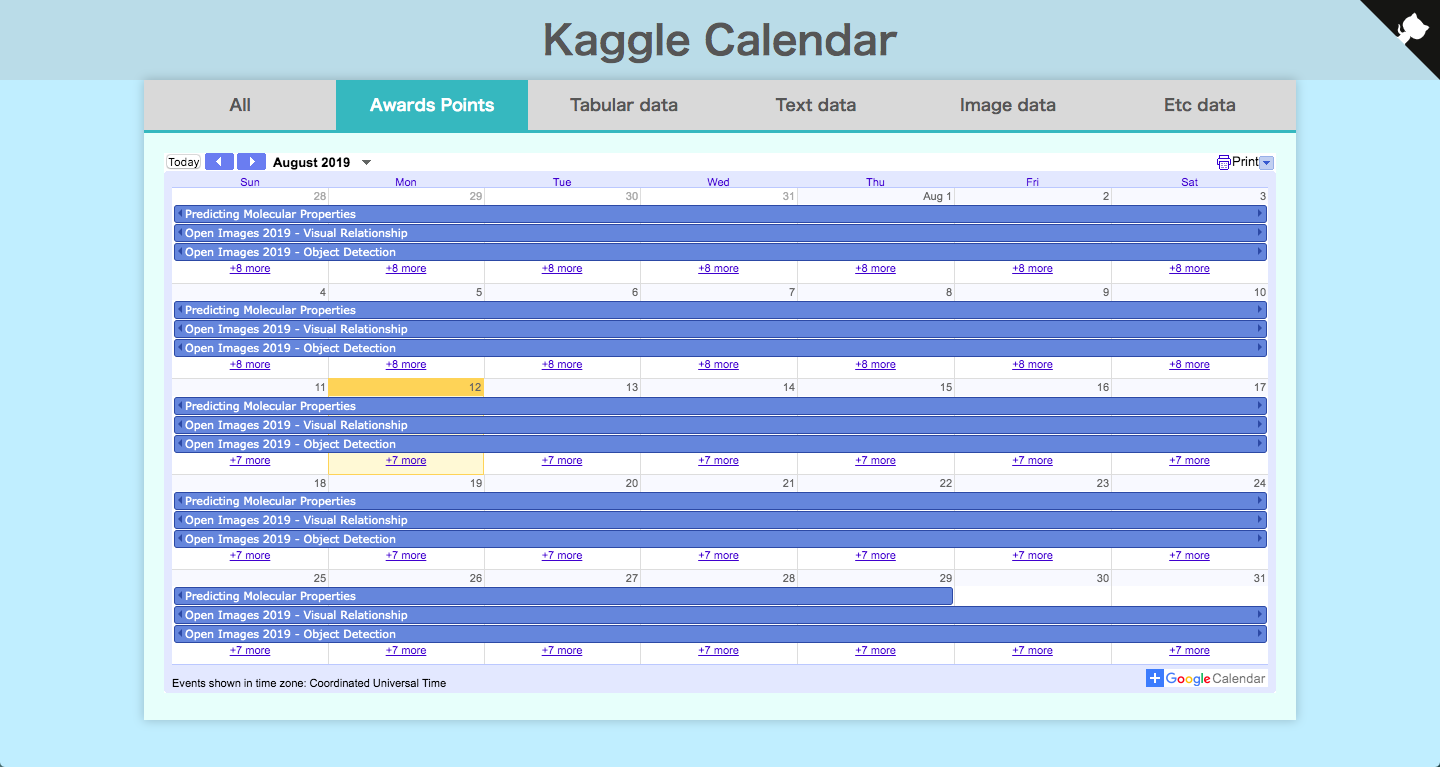 Kaggle Calendar
All Awards Points Tabular data Text data Image data Etc data
Today August 2019 Print
Sun Mon Tue Wed Thu Fri Sat
28 29 30 31 Aug 1 2 3
Predicting Molecular Properties
Open Images 2019 - Visual Relationship
Open Images 2019 - Object Detection
+8 more +8 more +8 more +8 more +8 more +8 more +8 more
4 5 6 7 8 9 10
Predicting Molecular Properties
Open Images 2019 - Visual Relationship
Open Images 2019 - Object Detection
+8 more +8 more +8 more +8 more +8 more +8 more +8 more
11 12 13 14 15 16 17
Predicting Molecular Properties
Open Images 2019 - Visual Relationship
Open Images 2019 - Object Detection
+7 more +7 more +7 more +7 more +7 more +7 more +7 more
18 19 20 21 22 23 24
Predicting Molecular Properties
Open Images 2019 - Visual Relationship
Open Images 2019 - Object Detection
+7 more +7 more +7 more +7 more +7 more +7 more +7 more
25 26 27 28 29 30 31
Predicting Molecular Properties
Open Images 2019 - Visual Relationship
Open Images 2019 - Object Detection
+7 more +7 more +7 more +7 more +7 more +7 more +7 more
Events shown in time zone: Coordinated Universal Time + Google Calendar